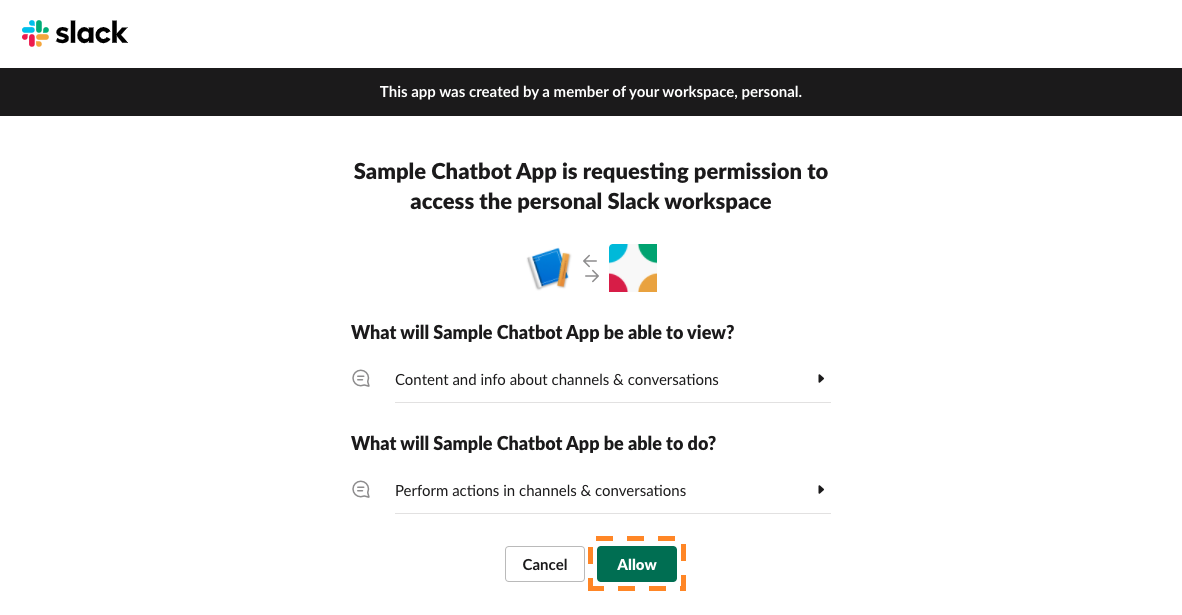 slack
This app was created by a member of your workspace, personal.
Sample Chatbot App is requesting permission to
access the personal Slack workspace
What will Sample Chatbot App be able to view?
Content and info about channels & conversations
What will Sample Chatbot App be able to do?
Perform actions in channels & conversations
Cancel
Allow